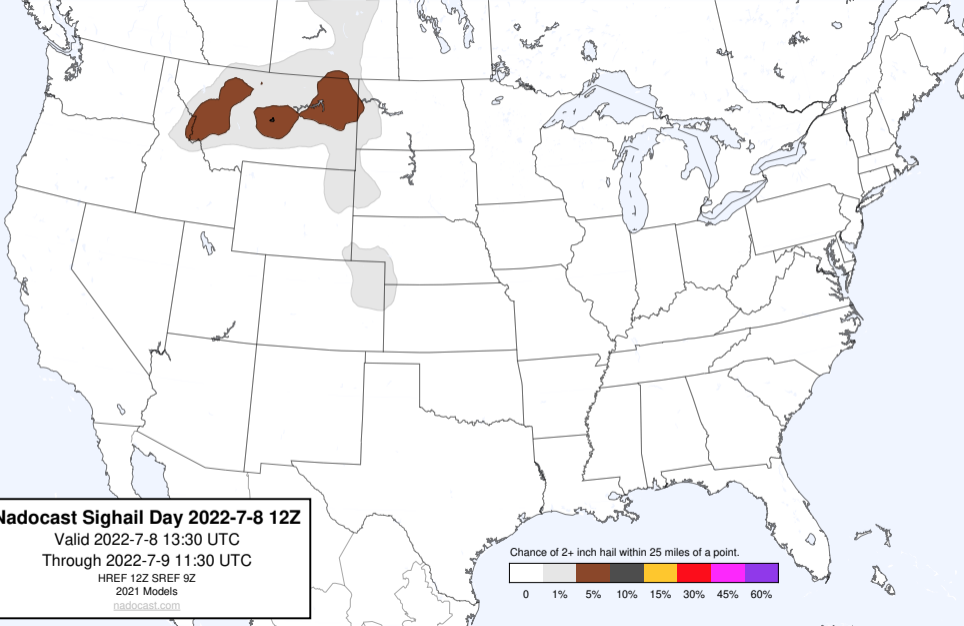 Nadocast Sighail Day 2022-7-8 12Z
Valid 2022-7-8 13:30 UTC
Through 2022-7-9 11:30 UTC
HREF 12Z SREF 9Z
2021 Models
nadocast.com
Chance of 2+ inch hail within 25 miles of a point.
0 1% 5% 10% 15% 30% 45% 60%